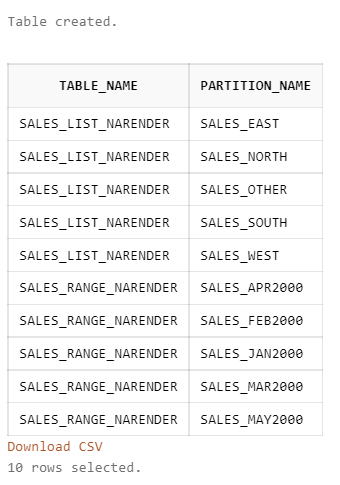 Table created.
TABLE_NAME PARTITION_NAME
SALES_LIST_NARENDER SALES_EAST
SALES_LIST_NARENDER SALES_NORTH
SALES_LIST_NARENDER SALES_OTHER
SALES_LIST_NARENDER SALES_SOUTH
SALES_LIST_NARENDER SALES_WEST
SALES_RANGE_NARENDER SALES_APR2000
SALES_RANGE_NARENDER SALES_FEB2000
SALES_RANGE_NARENDER SALES_JAN2000
SALES_RANGE_NARENDER SALES_MAR2000
SALES_RANGE_NARENDER SALES_MAY2000
Download CSV
10 rows selected.